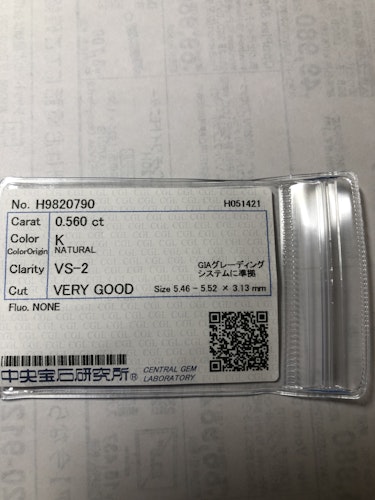 No. H9820790 H051421
Carat 0.560 ct
Color K
ColorOrigin NATURAL
Clarity VS-2 GIAグレーディング
システムに準拠
Cut VERY GOOD Size 5.46 - 5.52 × 3.13 mm
Fluo. NONE
中央宝石研究所® CENTRAL GEM
LABORATORY